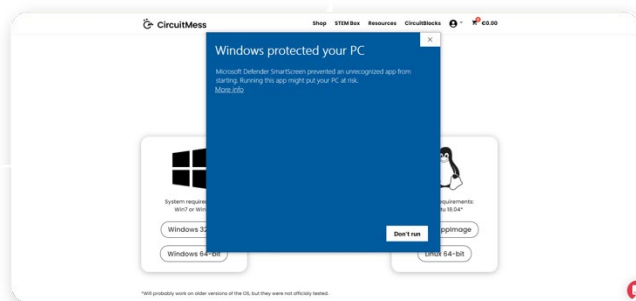 CircuitMess
Shop STEM Box Resources CircuitBlocks €0.00
Windows protected your PC
Microsoft Defender SmartScreen prevented an unrecognized app from
starting. Running this app might put your PC at risk.
More info
System require
Win7 or Win
Windows 32
Windows 64-bit
Don't run
quirements:
tu 18.04*
ppimage
Linux 64-bit
*Will probably work on older versions of the OS, but they were not officially tested.